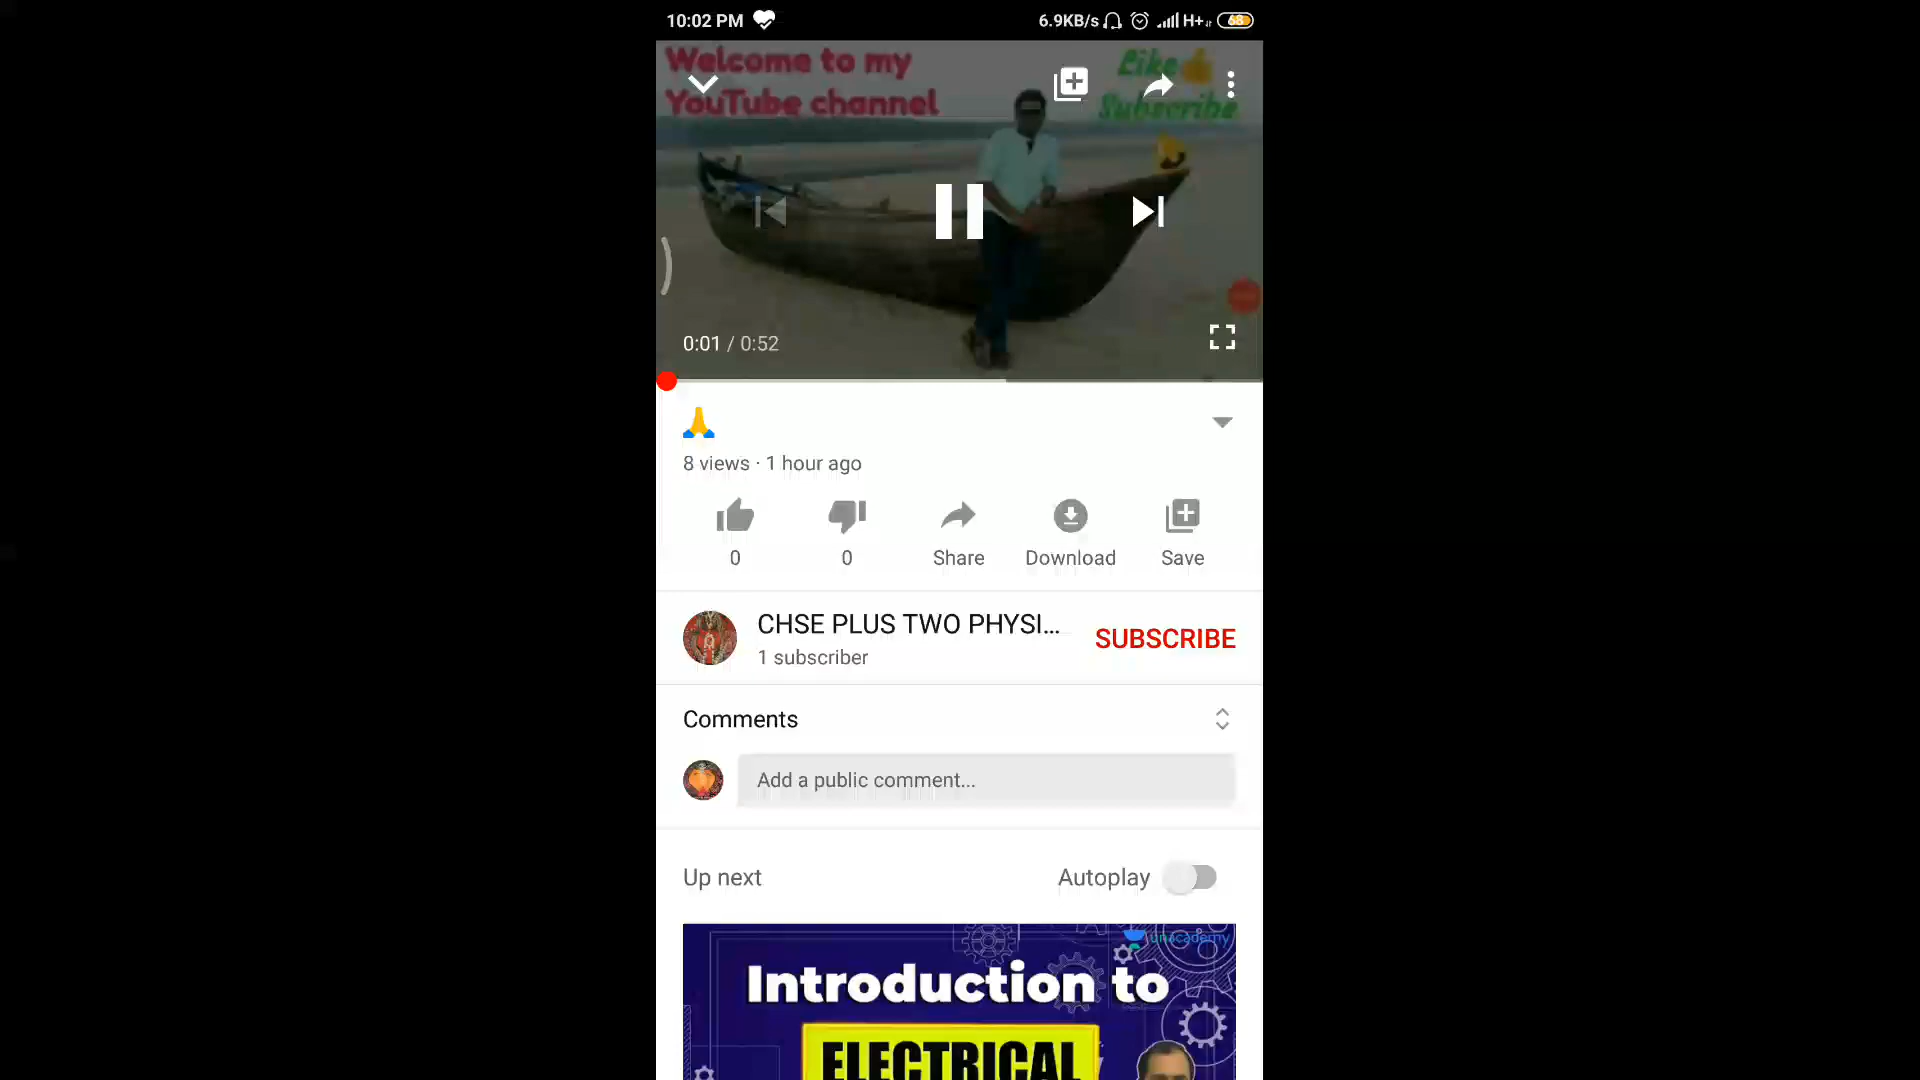 10:02 PM
6.9KB/s H+ 63
Welcome to my
YouTube channel
Like
Subscribe
0:01 / 0:52
🙏
8 views · 1 hour ago
0
0
Share
Download
Save
CHSE PLUS TWO PHYSI...
1 subscriber
SUBSCRIBE
Comments
Add a public comment...
Up next
Autoplay
unacademy
Introduction to
ELECTRICAL